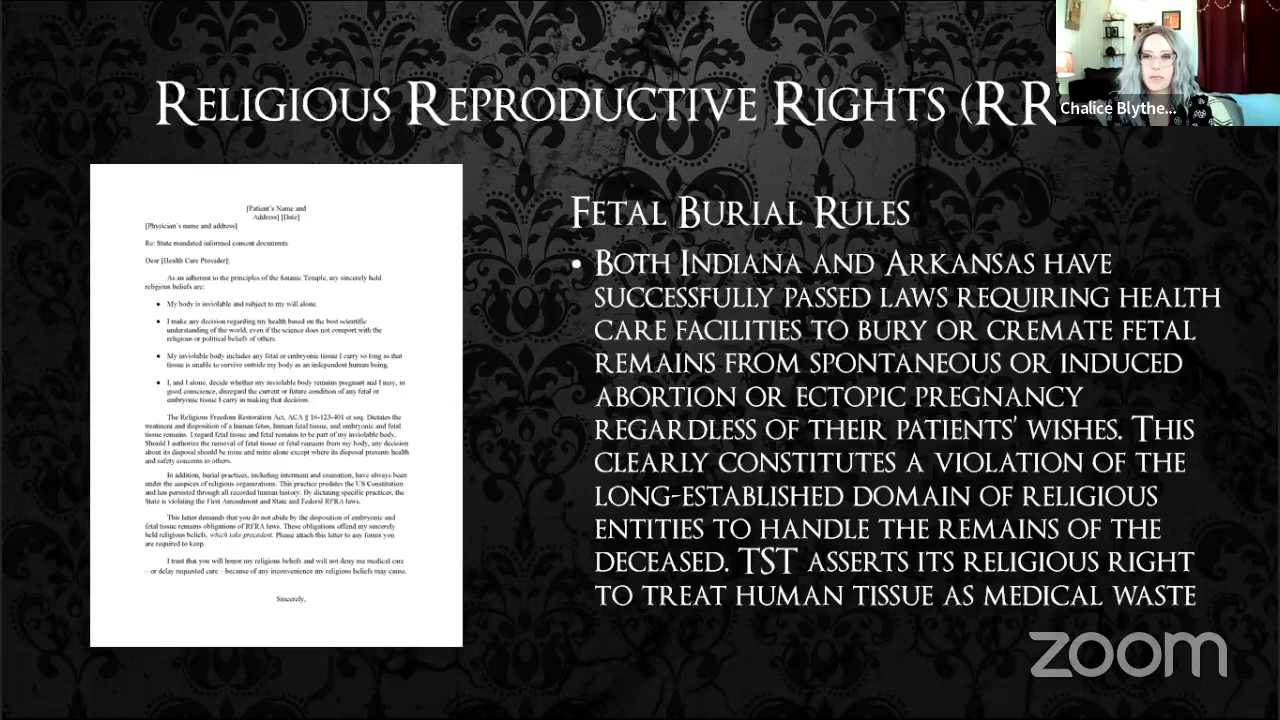 Religious Reproductive Rights (RR
Chalice Blythe...
[Patient's Name and
Address] [Date]
[Physician's name and address]
Re: State mandated informed consent documents
Dear [Health Care Provider]:
As an adherent to the principles of the Satanic Temple, my sincerely held
religious beliefs are:
• My body is inviolable and subject to my will alone.
• I make any decision regarding my health based on the best scientific
understanding of the world, even if the science does not comport with the
religious or political beliefs of others.
• My inviolable body includes any fetal or embryonic tissue I carry so long as that
tissue is unable to survive outside my body as an independent human being.
• I, and I alone, decide whether my inviolable body remains pregnant and I may, in
good conscience, disregard the current or future condition of any fetal or
embryonic tissue I carry in making that decision.
The Religious Freedom Restoration Act, ACA § 16-123-401 et seq. Dictates the
treatment and disposition of a human fetus, human fetal tissue, and embryonic and fetal
tissue remains. I regard fetal tissue and fetal remains to be part of my inviolable body.
Should I authorize the removal of fetal tissue or fetal remains from my body, any decision
about its disposal should be mine and mine alone except where its disposal presents health
and safety concerns to others.
In addition, burial practices, including interment and cremation, have always been
under the auspices of religious organizations. This practice predates the US Constitution
and has persisted through all recorded human history. By dictating specific practices, the
State is violating the First Amendment and State and Federal RFRA laws.
This letter demands that you do not abide by the disposition of embryonic and
fetal tissue remains obligations of RFRA laws. These obligations offend my sincerely
held religious beliefs, which take precedent. Please attach this letter to any forms you
are required to keep.
I trust that you will honor my religious beliefs and will not deny me medical care
– or delay requested care – because of any inconvenience my religious beliefs may cause.
Sincerely,
Fetal Burial Rules
• Both Indiana and Arkansas have
successfully passed laws requiring health
care facilities to bury or cremate fetal
remains from spontaneous or induced
abortion or ectopic pregnancy
regardless of their patients' wishes. This
clearly constitutes a violation of the
long-established domain of religious
entities to handle the remains of the
deceased. TST asserts its religious right
to treat human tissue as medical waste
zoom